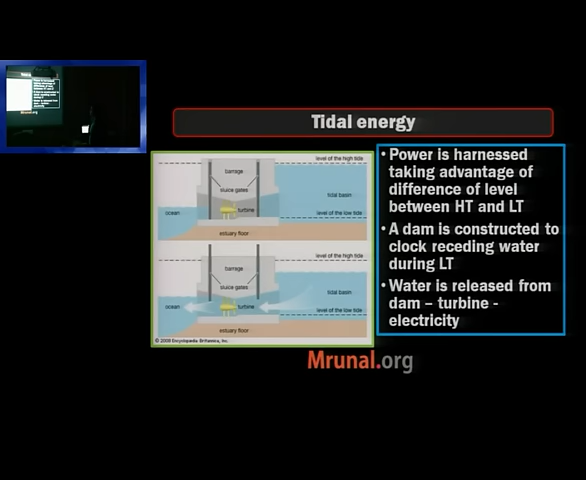 Tidal energy
level of the high tide
barrage
sluice gates
tidal basin
ocean
turbine
level of the low tide
estuary floor
level of the high tide
barrage
sluice gates
tidal basin
ocean
turbine
level of the low tide
estuary floor
© 2008 Encyclopædia Britannica, Inc.
• Power is harnessed
taking advantage of
difference of level
between HT and LT
• A dam is constructed to
clock receding water
during LT
• Water is released from
dam – turbine -
electricity
Mrunal.org